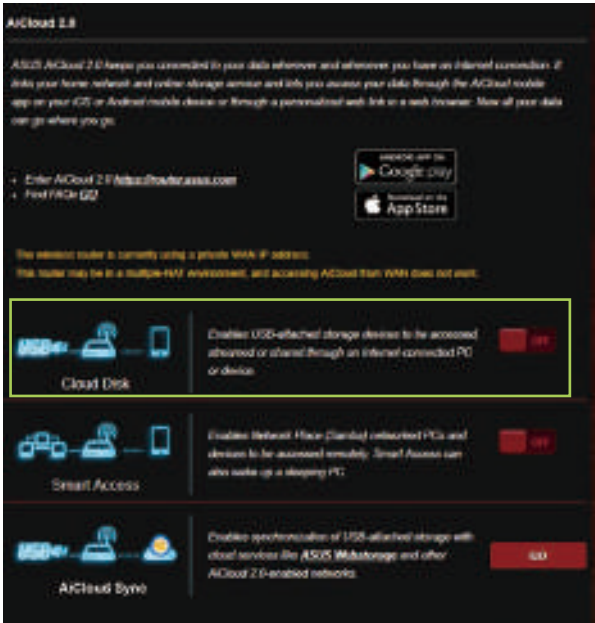 AiCloud 2.0
ASUS AiCloud 2.0 keeps you connected to your data wherever and whenever you have an Internet connection. It
links your home network and online storage service and lets you access your data through the AiCloud mobile
app on your iOS or Android mobile device or through a personalized web link in a web browser. Now all your data
can go where you go.
Enter AiCloud 2.0 https://router.asus.com
Find FAQs GO
ANDROID APP ON
Google play
Download on the
App Store
The wireless router is currently using a private WAN IP address.
This router may be in a multiple-NAT environment, and accessing AiCloud from WAN does not work.
USB
Cloud Disk
Enables USB-attached storage devices to be accessed
streamed or shared through an Internet-connected PC
or device.
OFF
Smart Access
Enables Network Place (Samba) networked PCs and
devices to be accessed remotely. Smart Access can
also wake up a sleeping PC.
OFF
USB
AiCloud Sync
Enables synchronization of USB-attached storage with
cloud services like ASUS Webstorage and other
AiCloud 2.0-enabled networks.
GO